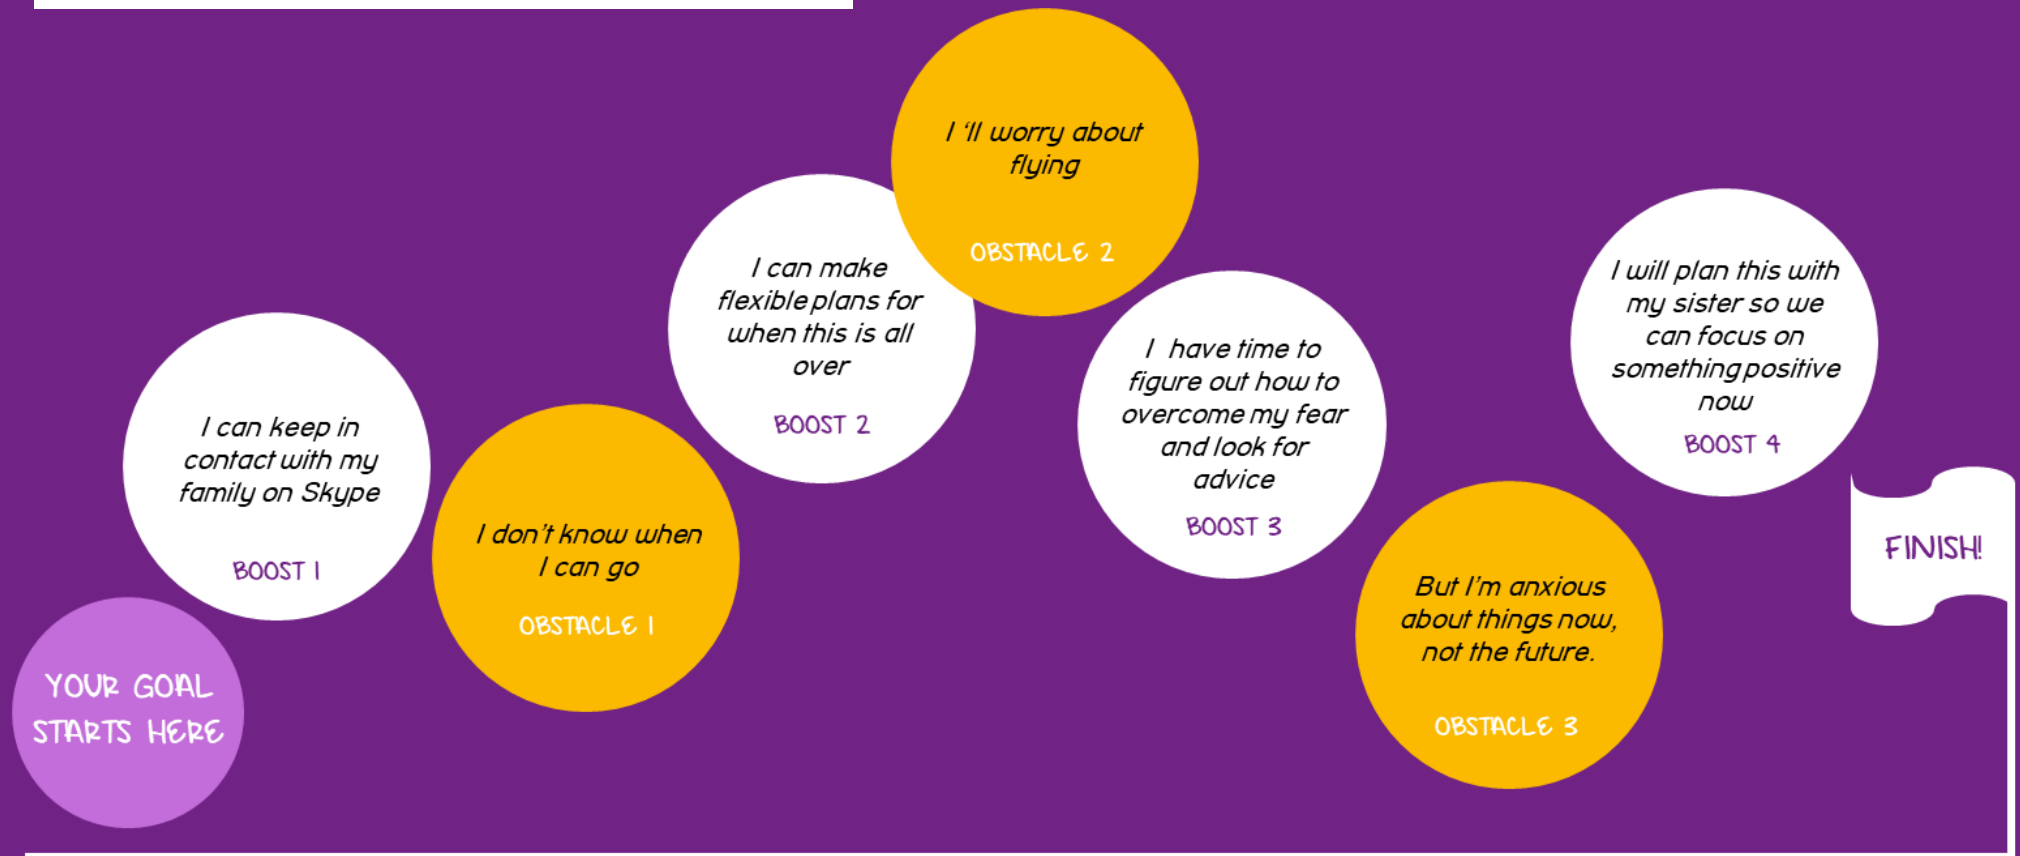 YOUR GOAL
STARTS HERE
I can keep in
contact with my
family on Skype
BOOST 1
I don't know when
I can go
OBSTACLE 1
I can make
flexible plans for
when this is all
over
BOOST 2
I ‘ll worry about
flying
OBSTACLE 2
I have time to
figure out how to
overcome my fear
and look for
advice
BOOST 3
But I'm anxious
about things now,
not the future.
OBSTACLE 3
I will plan this with
my sister so we
can focus on
something positive
now
BOOST 4
FINISH!